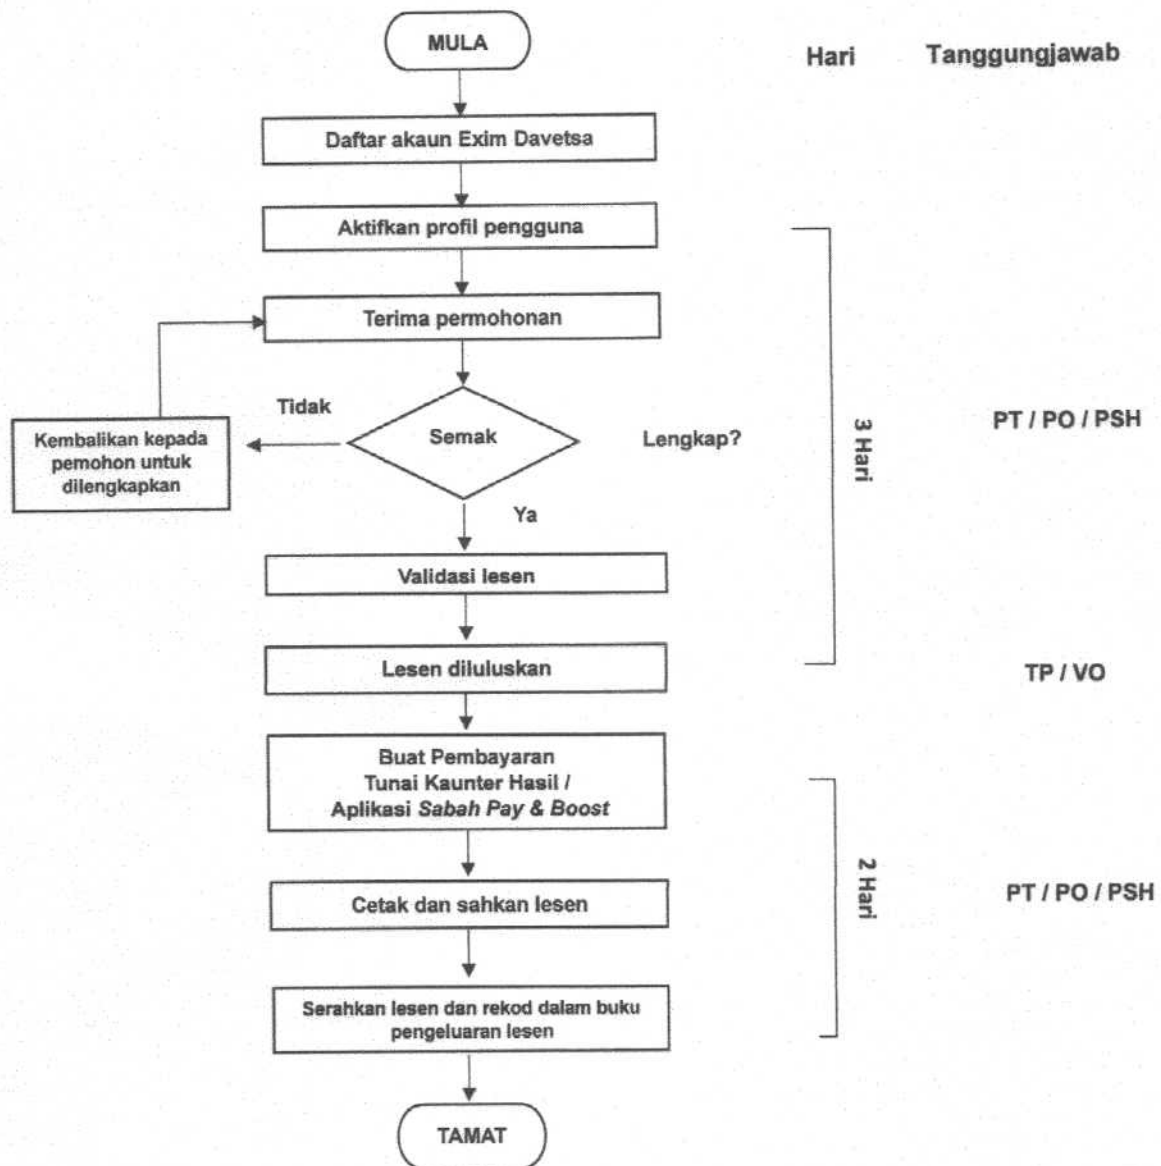 MULA
Hari
Tanggungjawab
Daftar akaun Exim Davetsa
Aktifkan profil pengguna
Terima permohonan
Tidak
Kembalikan kepada
pemohon untuk
dilengkapkan
Semak
Lengkap?
3 Hari
PT / PO / PSH
Ya
Validasi lesen
Lesen diluluskan
TP / VO
Buat Pembayaran
Tunai Kaunter Hasil /
Aplikasi Sabah Pay & Boost
Cetak dan sahkan lesen
2 Hari
PT / PO / PSH
Serahkan lesen dan rekod dalam buku
pengeluaran lesen
TAMAT